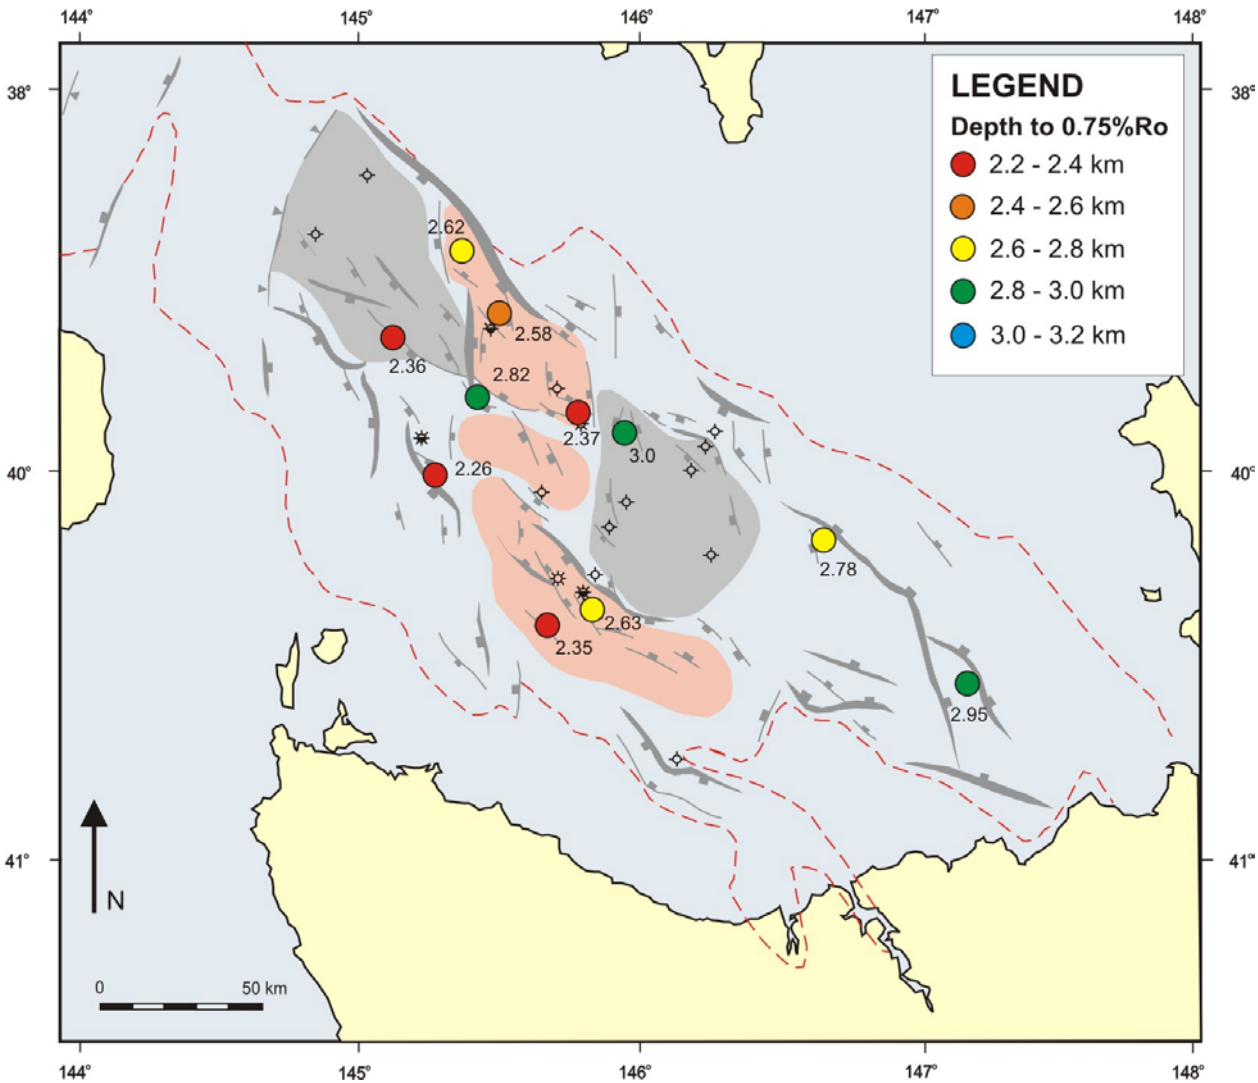 144° 145° 146° 147° 148°
38° 38°
LEGEND
Depth to 0.75%Ro
2.2 - 2.4 km
2.4 - 2.6 km
2.6 - 2.8 km
2.8 - 3.0 km
3.0 - 3.2 km
2.62
2.58
2.36
2.82
2.37
3.0
40° 40°
2.26
2.78
2.63
2.35
2.95
41° 41°
N
0 50 km
144° 145° 146° 147° 148°